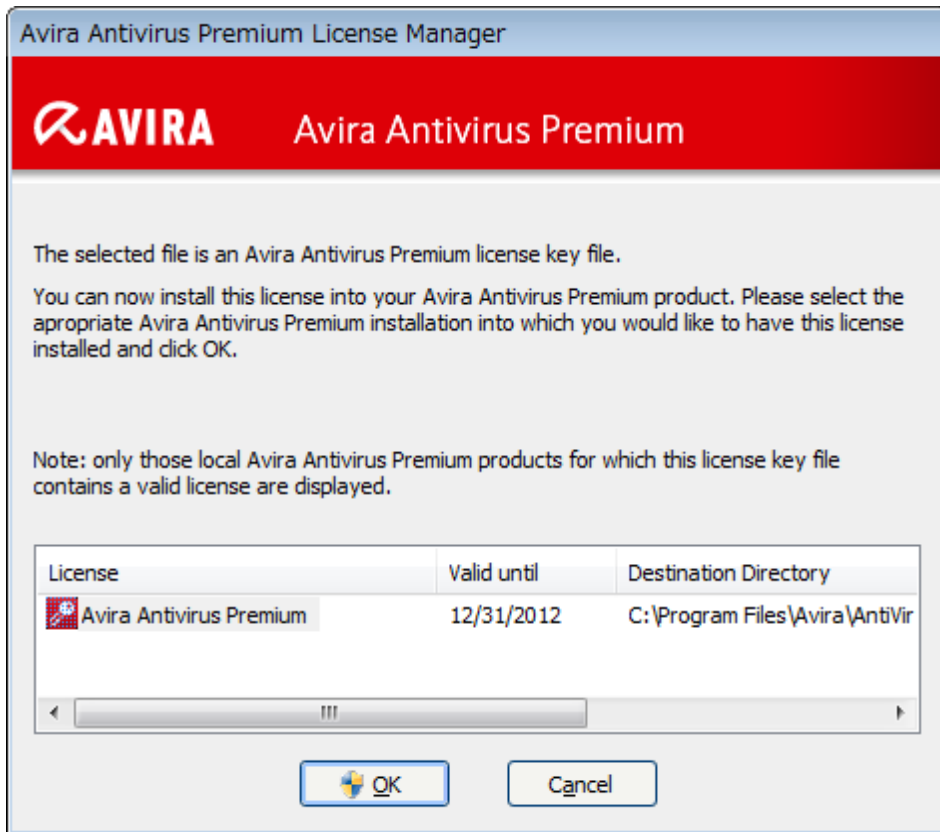 Avira Antivirus Premium License Manager
AVIRA Avira Antivirus Premium
The selected file is an Avira Antivirus Premium license key file.
You can now install this license into your Avira Antivirus Premium product. Please select the
apropriate Avira Antivirus Premium installation into which you would like to have this license
installed and click OK.
Note: only those local Avira Antivirus Premium products for which this license key file
contains a valid license are displayed.
License Valid until Destination Directory
Avira Antivirus Premium 12/31/2012 C:\Program Files\Avira\AntiVir
OK Cancel